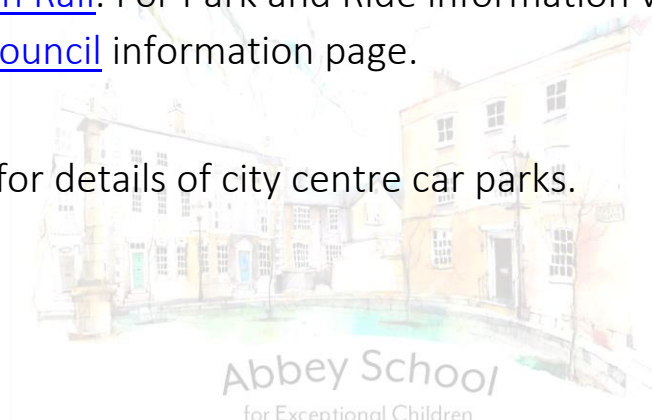 Rail. For Park and Ride information
ouncil information page.
for details of city centre car parks.
Abbey School
for Exceptional Children